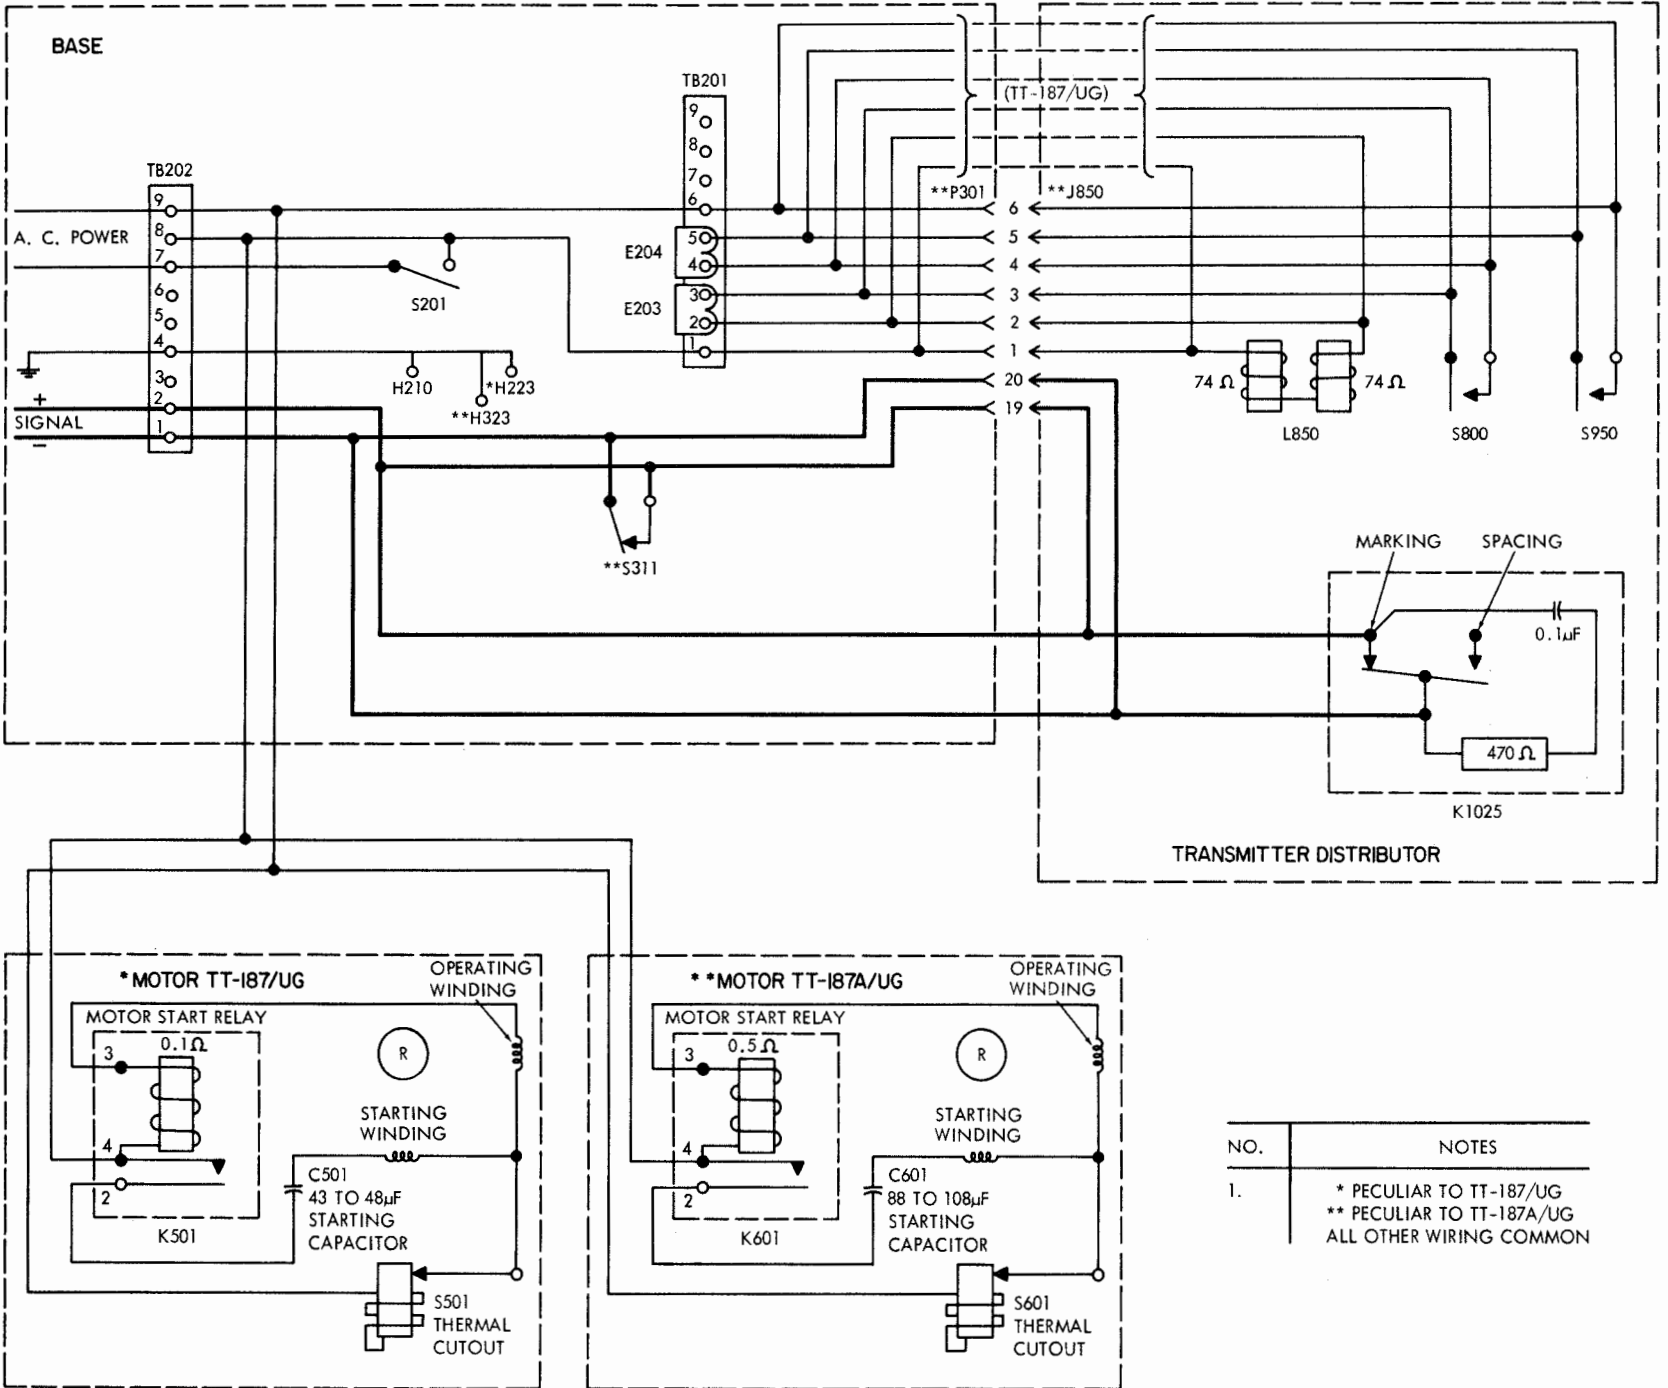 BASE
TB201
9
8
7
6
5
4
3
2
1
E204
E203
(TT-187/UG)
**P301
**J850
6
5
4
3
2
1
20
19
TB202
9
8
7
6
5
4
3
2
1
A. C. POWER
S201
H210
*H223
**H323
+
SIGNAL
−
**S311
74 Ω
74 Ω
L850
S800
S950
MARKING
SPACING
0.1µF
470 Ω
K1025
TRANSMITTER DISTRIBUTOR
*MOTOR TT-187/UG
OPERATING
WINDING
MOTOR START RELAY
0.1Ω
3
4
2
K501
R
STARTING
WINDING
C501
43 TO 48µF
STARTING
CAPACITOR
S501
THERMAL
CUTOUT
**MOTOR TT-187A/UG
OPERATING
WINDING
MOTOR START RELAY
0.5Ω
3
4
2
K601
R
STARTING
WINDING
C601
88 TO 108µF
STARTING
CAPACITOR
S601
THERMAL
CUTOUT
NO. NOTES
1. * PECULIAR TO TT-187/UG
** PECULIAR TO TT-187A/UG
ALL OTHER WIRING COMMON